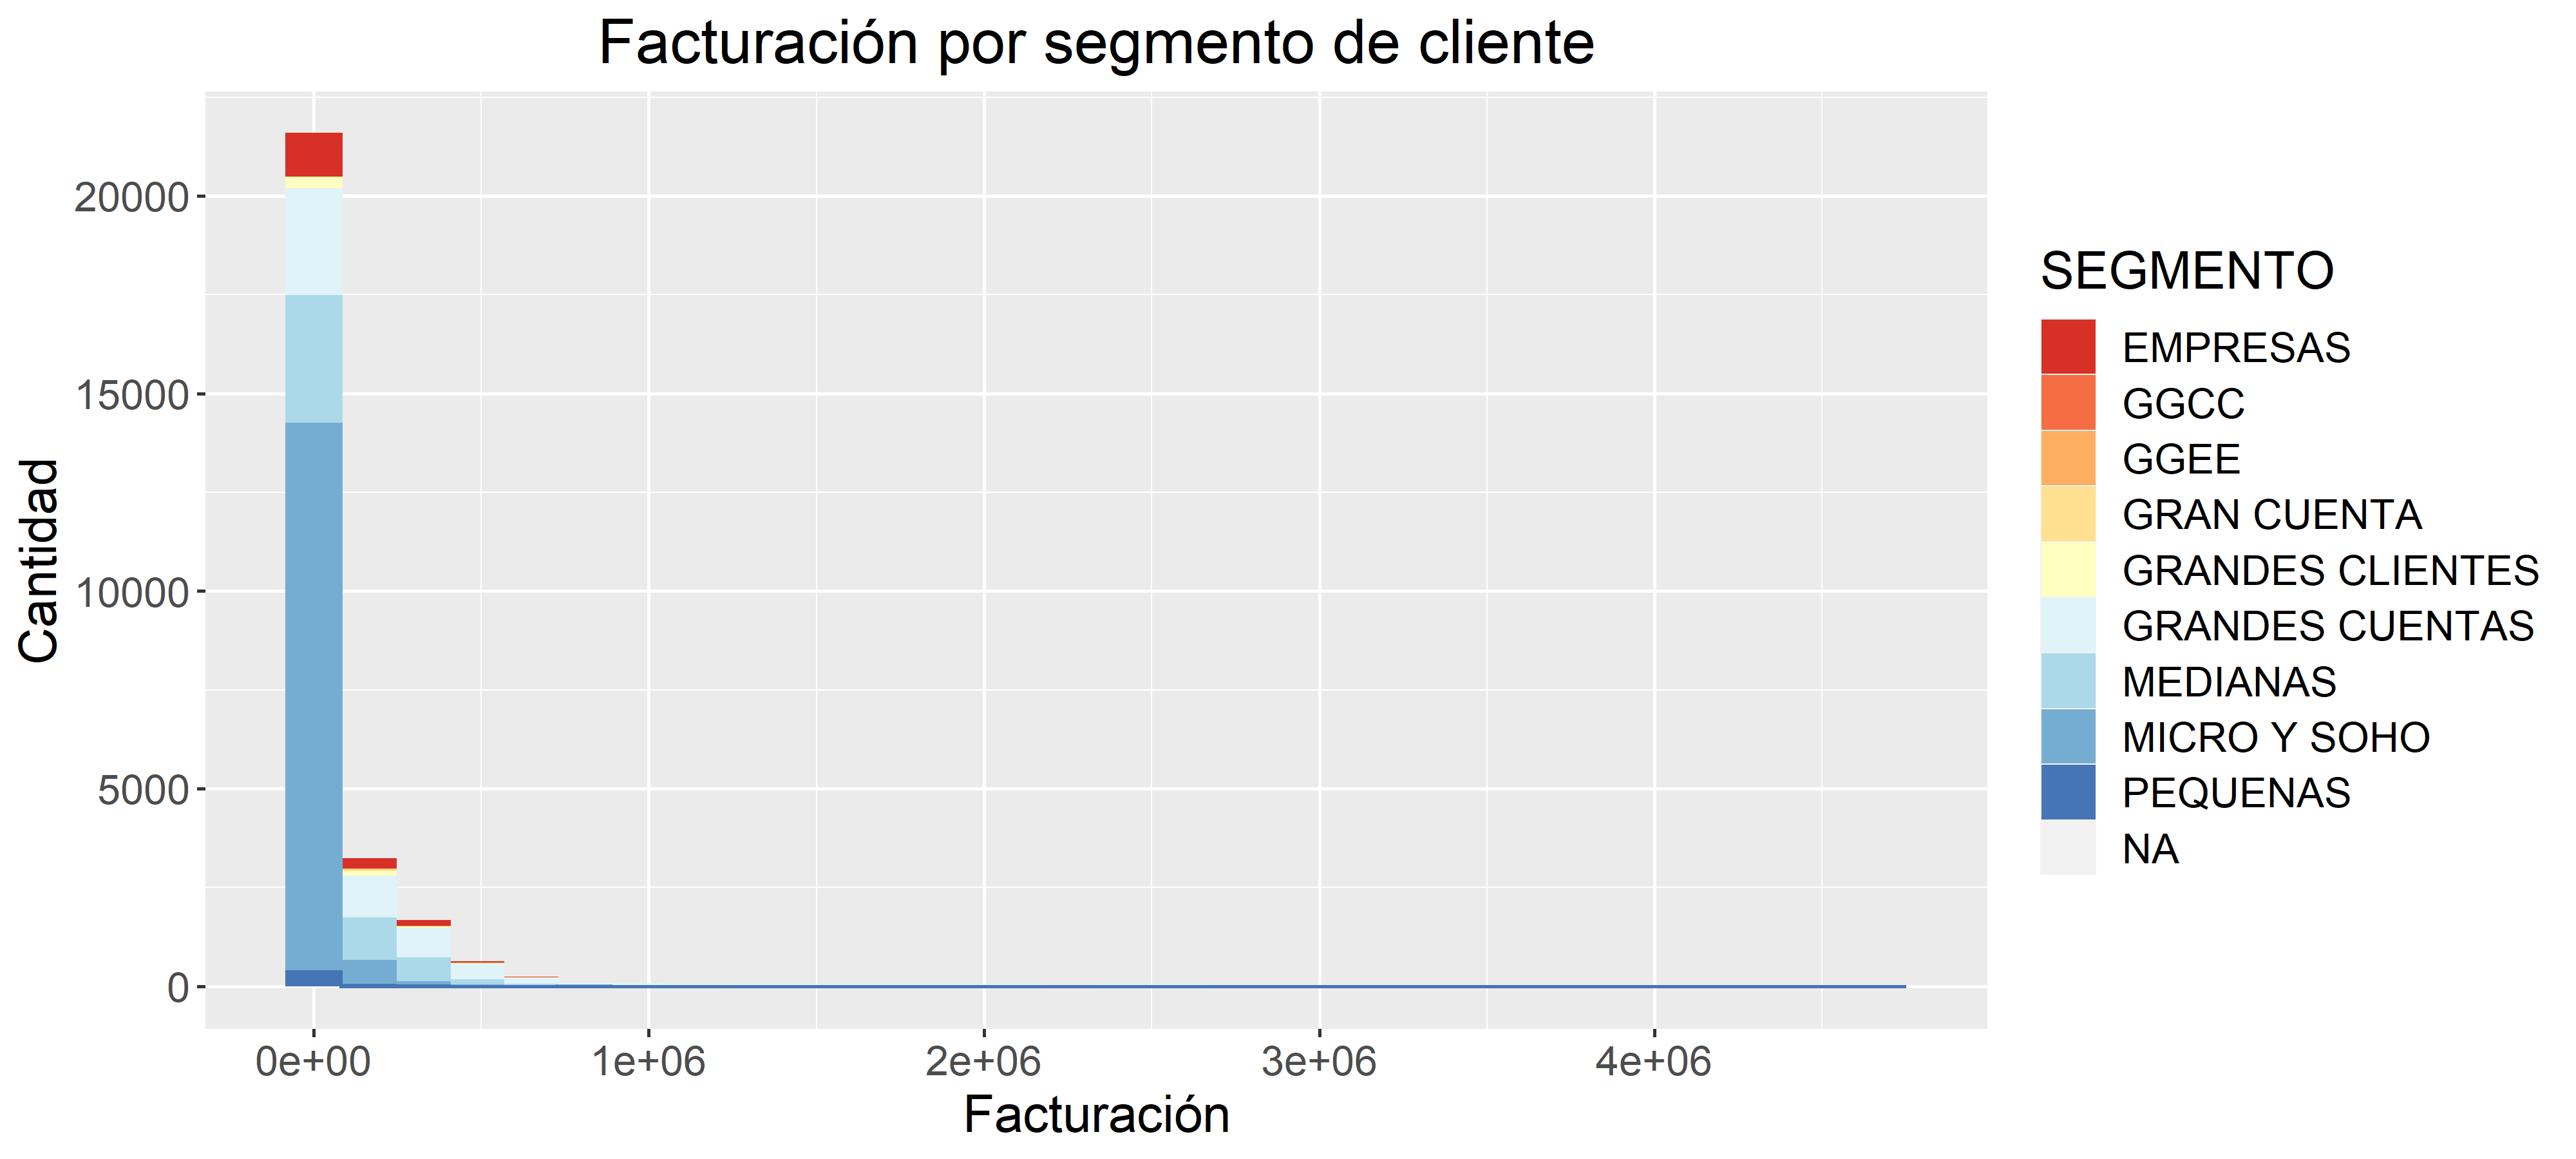 Facturación por segmento de cliente
Cantidad
20000
15000
10000
5000
0
0e+00
1e+06
2e+06
3e+06
4e+06
Facturación
SEGMENTO
EMPRESAS
GGCC
GGEE
GRAN CUENTA
GRANDES CLIENTES
GRANDES CUENTAS
MEDIANAS
MICRO Y SOHO
PEQUENAS
NA